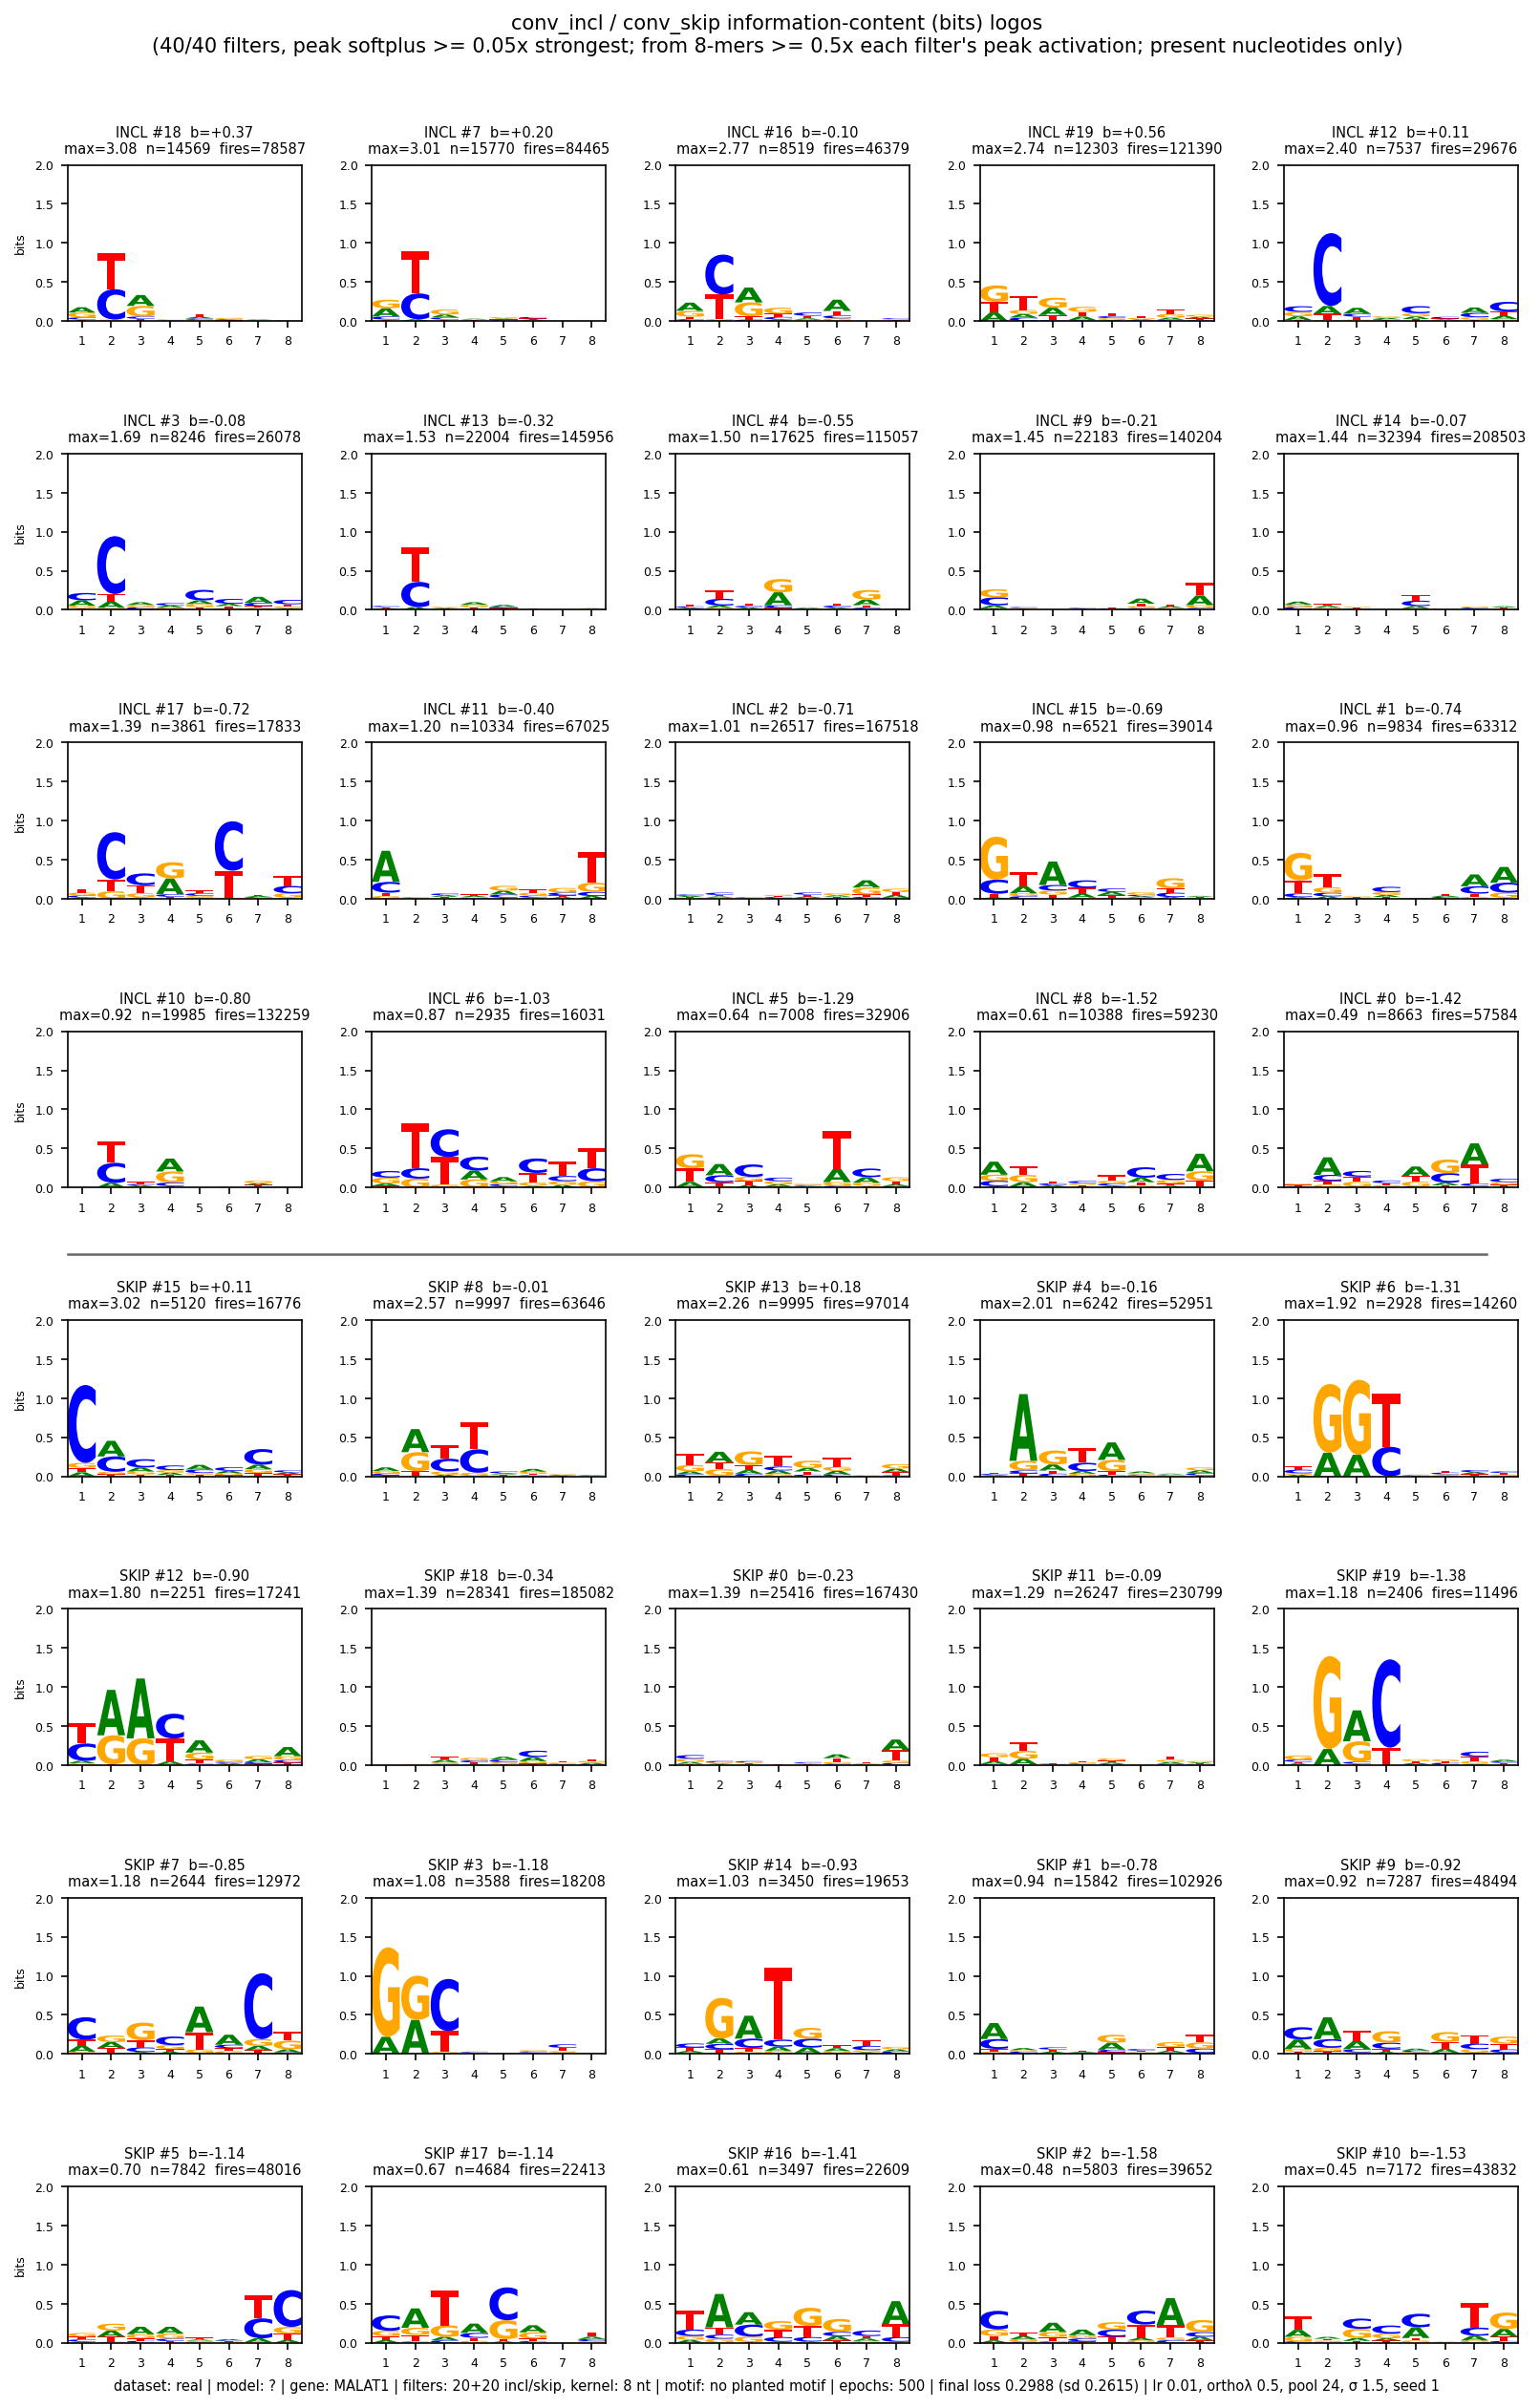 conv_incl / conv_skip information-content (bits) logos
(40/40 filters, peak softplus >= 0.05x strongest; from 8-mers >= 0.5x each filter's peak activation; present nucleotides only)
INCL #18 b=+0.37
max=3.08 n=14569 fires=78587
INCL #7 b=+0.20
max=3.01 n=15770 fires=84465
INCL #16 b=-0.10
max=2.77 n=8519 fires=46379
INCL #19 b=+0.56
max=2.74 n=12303 fires=121390
INCL #12 b=+0.11
max=2.40 n=7537 fires=29676
INCL #3 b=-0.08
max=1.69 n=8246 fires=26078
INCL #13 b=-0.32
max=1.53 n=22004 fires=145956
INCL #4 b=-0.55
max=1.50 n=17625 fires=115057
INCL #9 b=-0.21
max=1.45 n=22183 fires=140204
INCL #14 b=-0.07
max=1.44 n=32394 fires=208503
INCL #17 b=-0.72
max=1.39 n=3861 fires=17833
INCL #11 b=-0.40
max=1.20 n=10334 fires=67025
INCL #2 b=-0.71
max=1.01 n=26517 fires=167518
INCL #15 b=-0.69
max=0.98 n=6521 fires=39014
INCL #1 b=-0.74
max=0.96 n=9834 fires=63312
INCL #10 b=-0.80
max=0.92 n=19985 fires=132259
INCL #6 b=-1.03
max=0.87 n=2935 fires=16031
INCL #5 b=-1.29
max=0.64 n=7008 fires=32906
INCL #8 b=-1.52
max=0.61 n=10388 fires=59230
INCL #0 b=-1.42
max=0.49 n=8663 fires=57584
SKIP #15 b=+0.11
max=3.02 n=5120 fires=16776
SKIP #8 b=-0.01
max=2.57 n=9997 fires=63646
SKIP #13 b=+0.18
max=2.26 n=9995 fires=97014
SKIP #4 b=-0.16
max=2.01 n=6242 fires=52951
SKIP #6 b=-1.31
max=1.92 n=2928 fires=14260
SKIP #12 b=-0.90
max=1.80 n=2251 fires=17241
SKIP #18 b=-0.34
max=1.39 n=28341 fires=185082
SKIP #0 b=-0.23
max=1.39 n=25416 fires=167430
SKIP #11 b=-0.09
max=1.29 n=26247 fires=230799
SKIP #19 b=-1.38
max=1.18 n=2406 fires=11496
SKIP #7 b=-0.85
max=1.18 n=2644 fires=12972
SKIP #3 b=-1.18
max=1.08 n=3588 fires=18208
SKIP #14 b=-0.93
max=1.03 n=3450 fires=19653
SKIP #1 b=-0.78
max=0.94 n=15842 fires=102926
SKIP #9 b=-0.92
max=0.92 n=7287 fires=48494
SKIP #5 b=-1.14
max=0.70 n=7842 fires=48016
SKIP #17 b=-1.14
max=0.67 n=4684 fires=22413
SKIP #16 b=-1.41
max=0.61 n=3497 fires=22609
SKIP #2 b=-1.58
max=0.48 n=5803 fires=39652
SKIP #10 b=-1.53
max=0.45 n=7172 fires=43832
dataset: real | model: ? | gene: MALAT1 | filters: 20+20 incl/skip, kernel: 8 nt | motif: no planted motif | epochs: 500 | final loss 0.2988 (sd 0.2615) | lr 0.01, orthoλ 0.5, pool 24, σ 1.5, seed 1